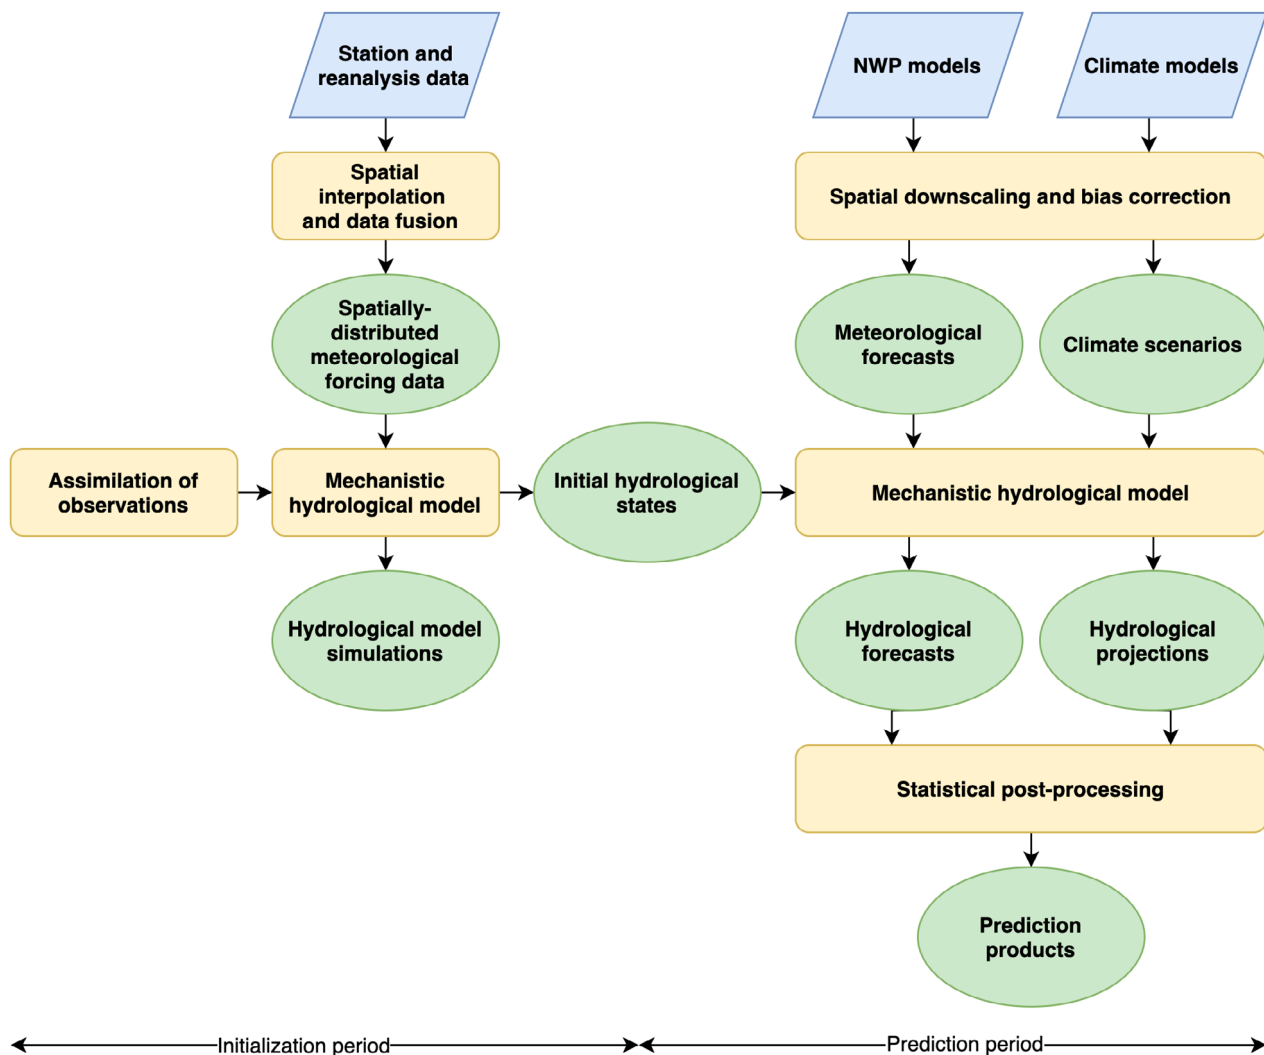 Station and
reanalysis data
NWP models
Climate models
Spatial
interpolation
and data fusion
Spatial downscaling and bias correction
Spatially-
distributed
meteorological
forcing data
Meteorological
forecasts
Climate scenarios
Assimilation of
observations
Mechanistic
hydrological model
Initial hydrological
states
Mechanistic hydrological model
Hydrological model
simulations
Hydrological
forecasts
Hydrological
projections
Statistical post-processing
Prediction
products
Initialization period
Prediction period